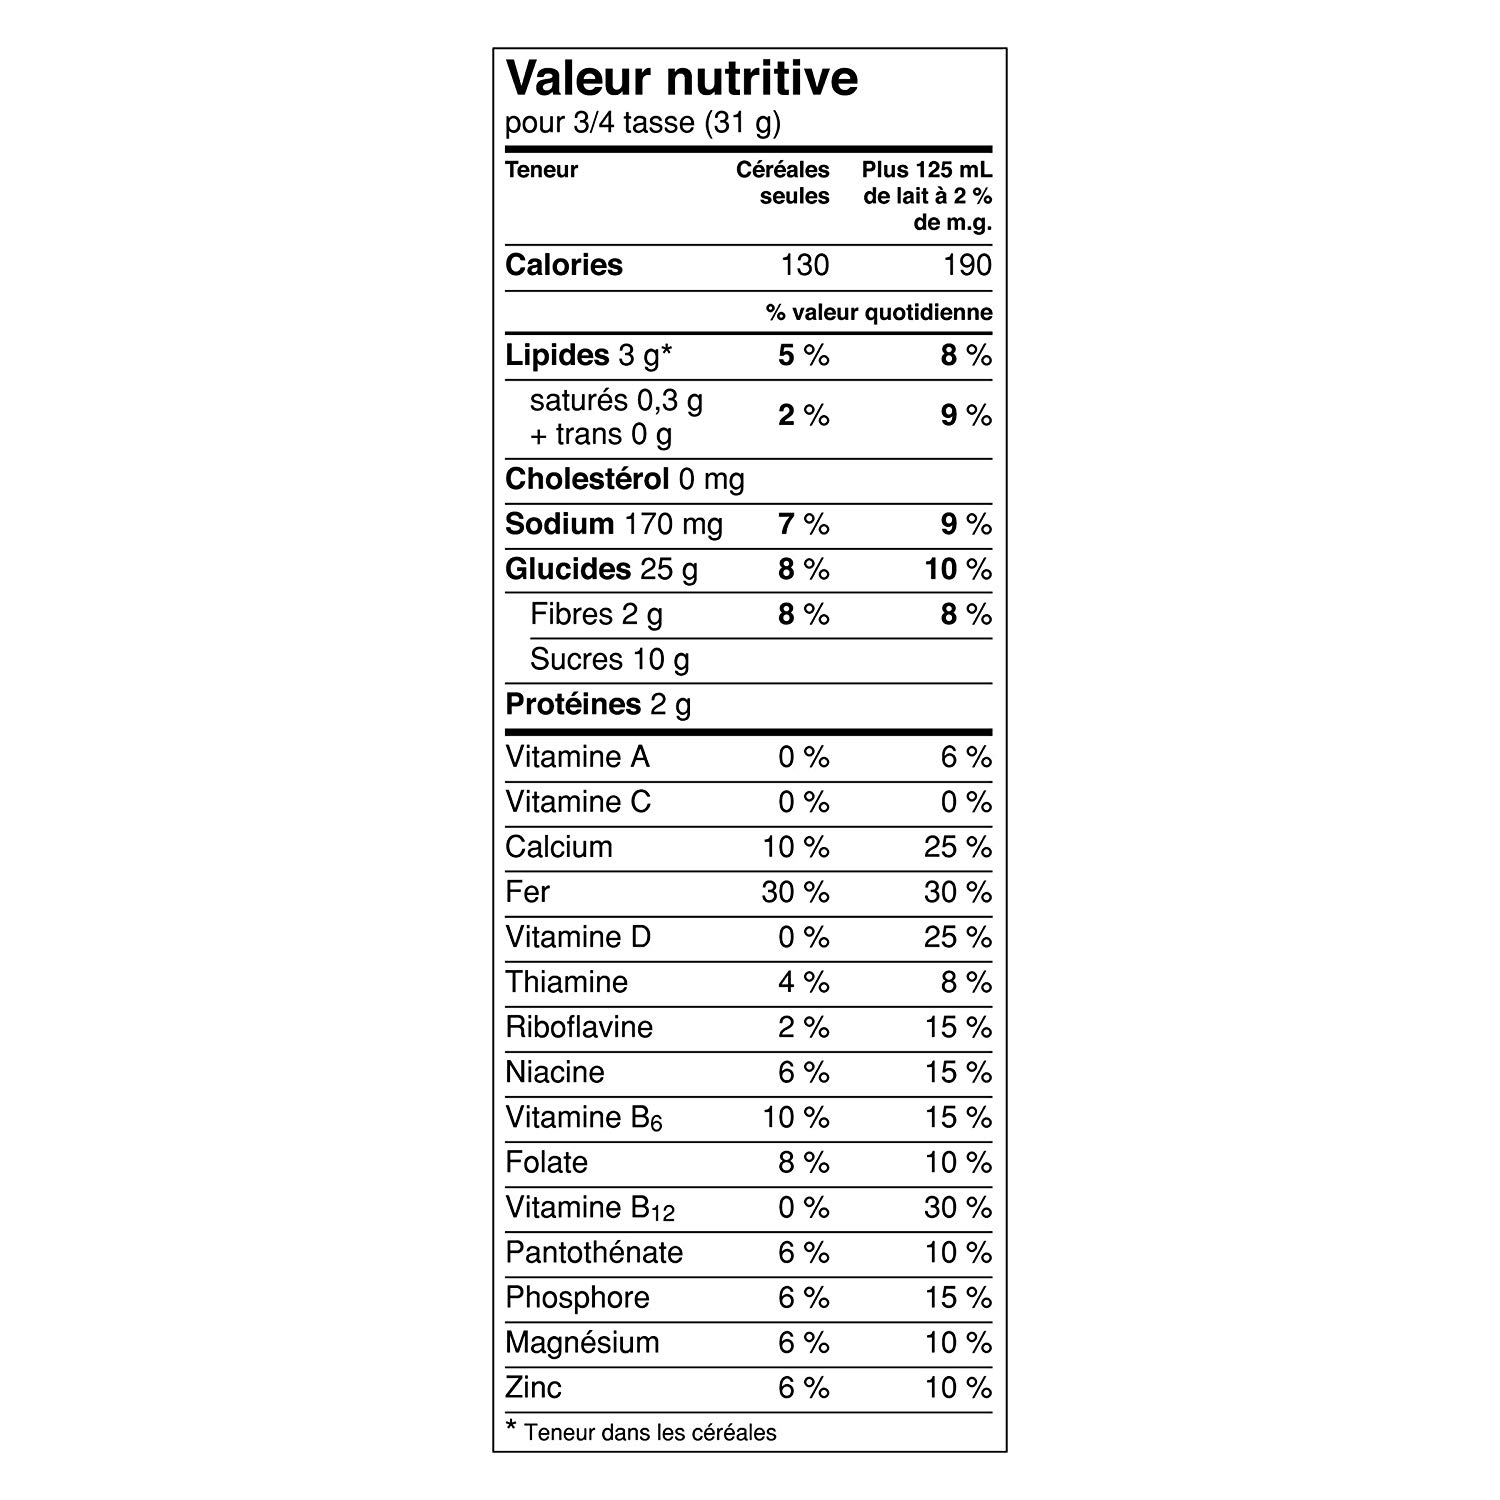 Valeur nutritive
pour 3/4 tasse (31 g)
Teneur Céréales seules Plus 125 mL de lait à 2 % de m.g.
Calories 130 190
% valeur quotidienne
Lipides 3 g* 5 % 8 %
saturés 0,3 g
+ trans 0 g 2 % 9 %
Cholestérol 0 mg
Sodium 170 mg 7 % 9 %
Glucides 25 g 8 % 10 %
Fibres 2 g 8 % 8 %
Sucres 10 g
Protéines 2 g
Vitamine A 0 % 6 %
Vitamine C 0 % 0 %
Calcium 10 % 25 %
Fer 30 % 30 %
Vitamine D 0 % 25 %
Thiamine 4 % 8 %
Riboflavine 2 % 15 %
Niacine 6 % 15 %
Vitamine B6 10 % 15 %
Folate 8 % 10 %
Vitamine B12 0 % 30 %
Pantothénate 6 % 10 %
Phosphore 6 % 15 %
Magnésium 6 % 10 %
Zinc 6 % 10 %
* Teneur dans les céréales